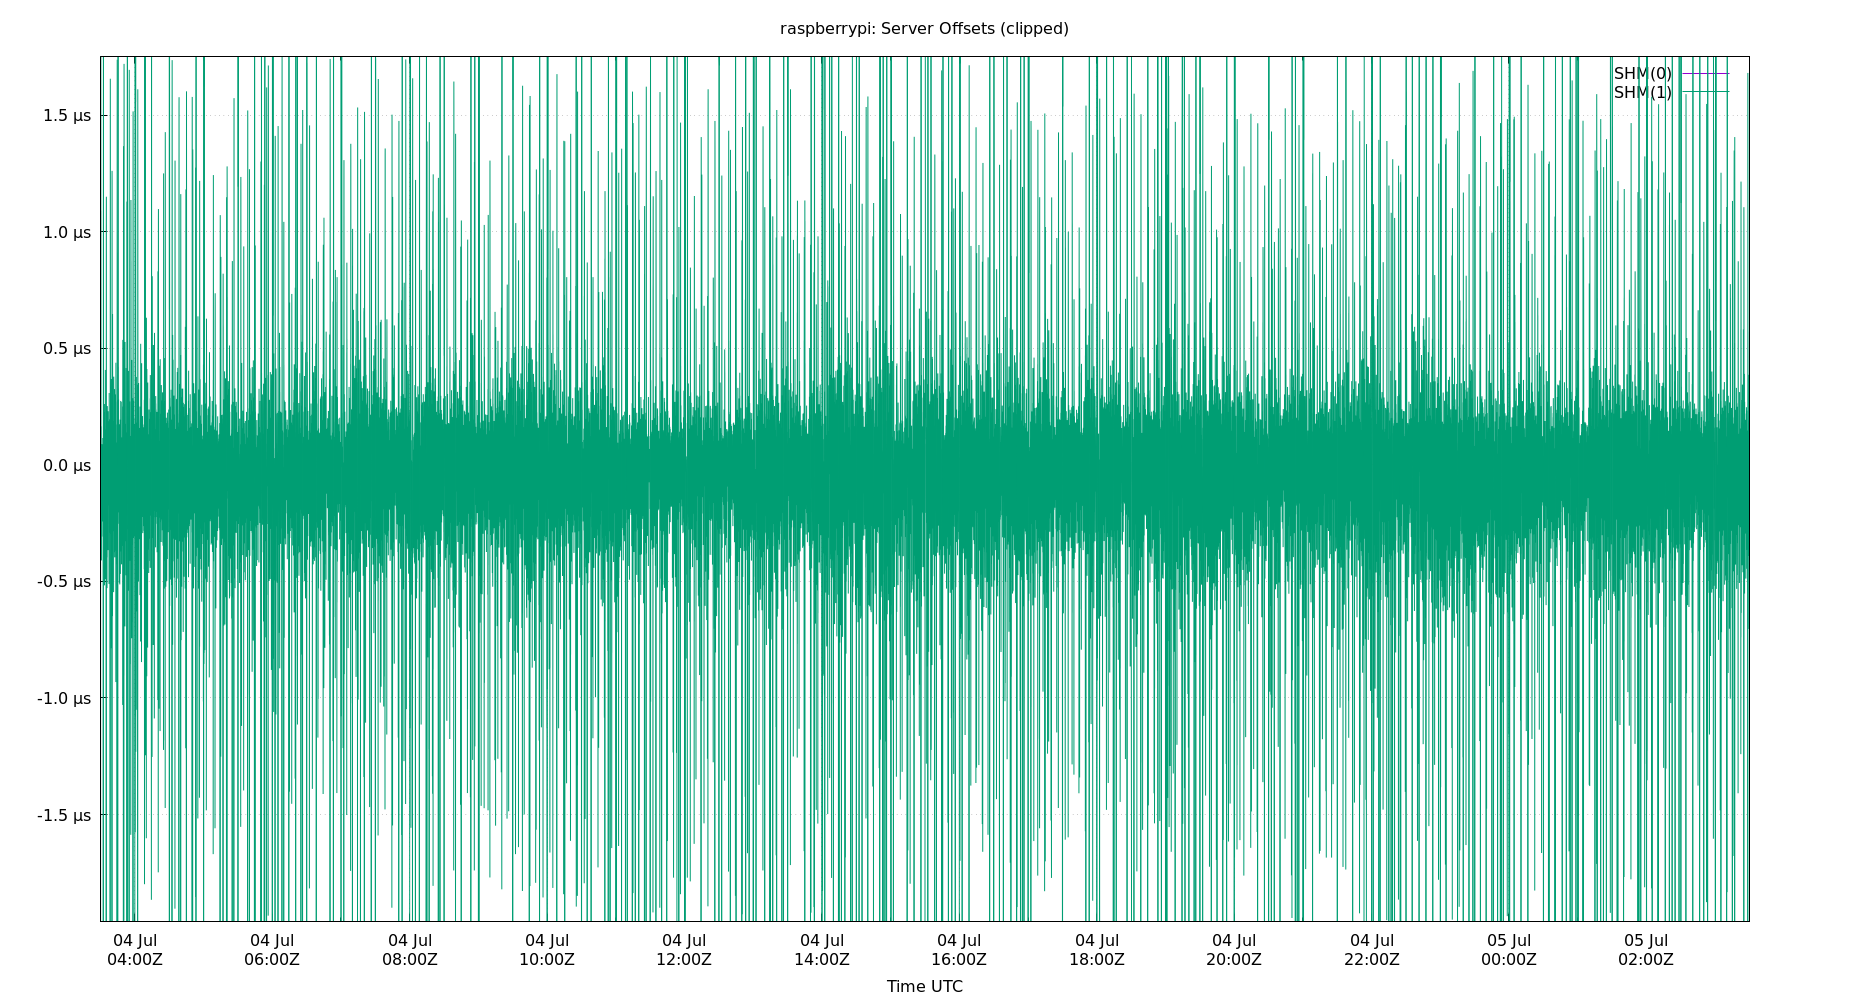 raspberrypi: Server Offsets (clipped)
SHM(0)
SHM(1)
1.5 µs
1.0 µs
0.5 µs
0.0 µs
-0.5 µs
-1.0 µs
-1.5 µs
04 Jul 04 Jul 04 Jul 04 Jul 04 Jul 04 Jul 04 Jul 04 Jul 04 Jul 04 Jul 05 Jul 05 Jul
04:00Z 06:00Z 08:00Z 10:00Z 12:00Z 14:00Z 16:00Z 18:00Z 20:00Z 22:00Z 00:00Z 02:00Z
Time UTC